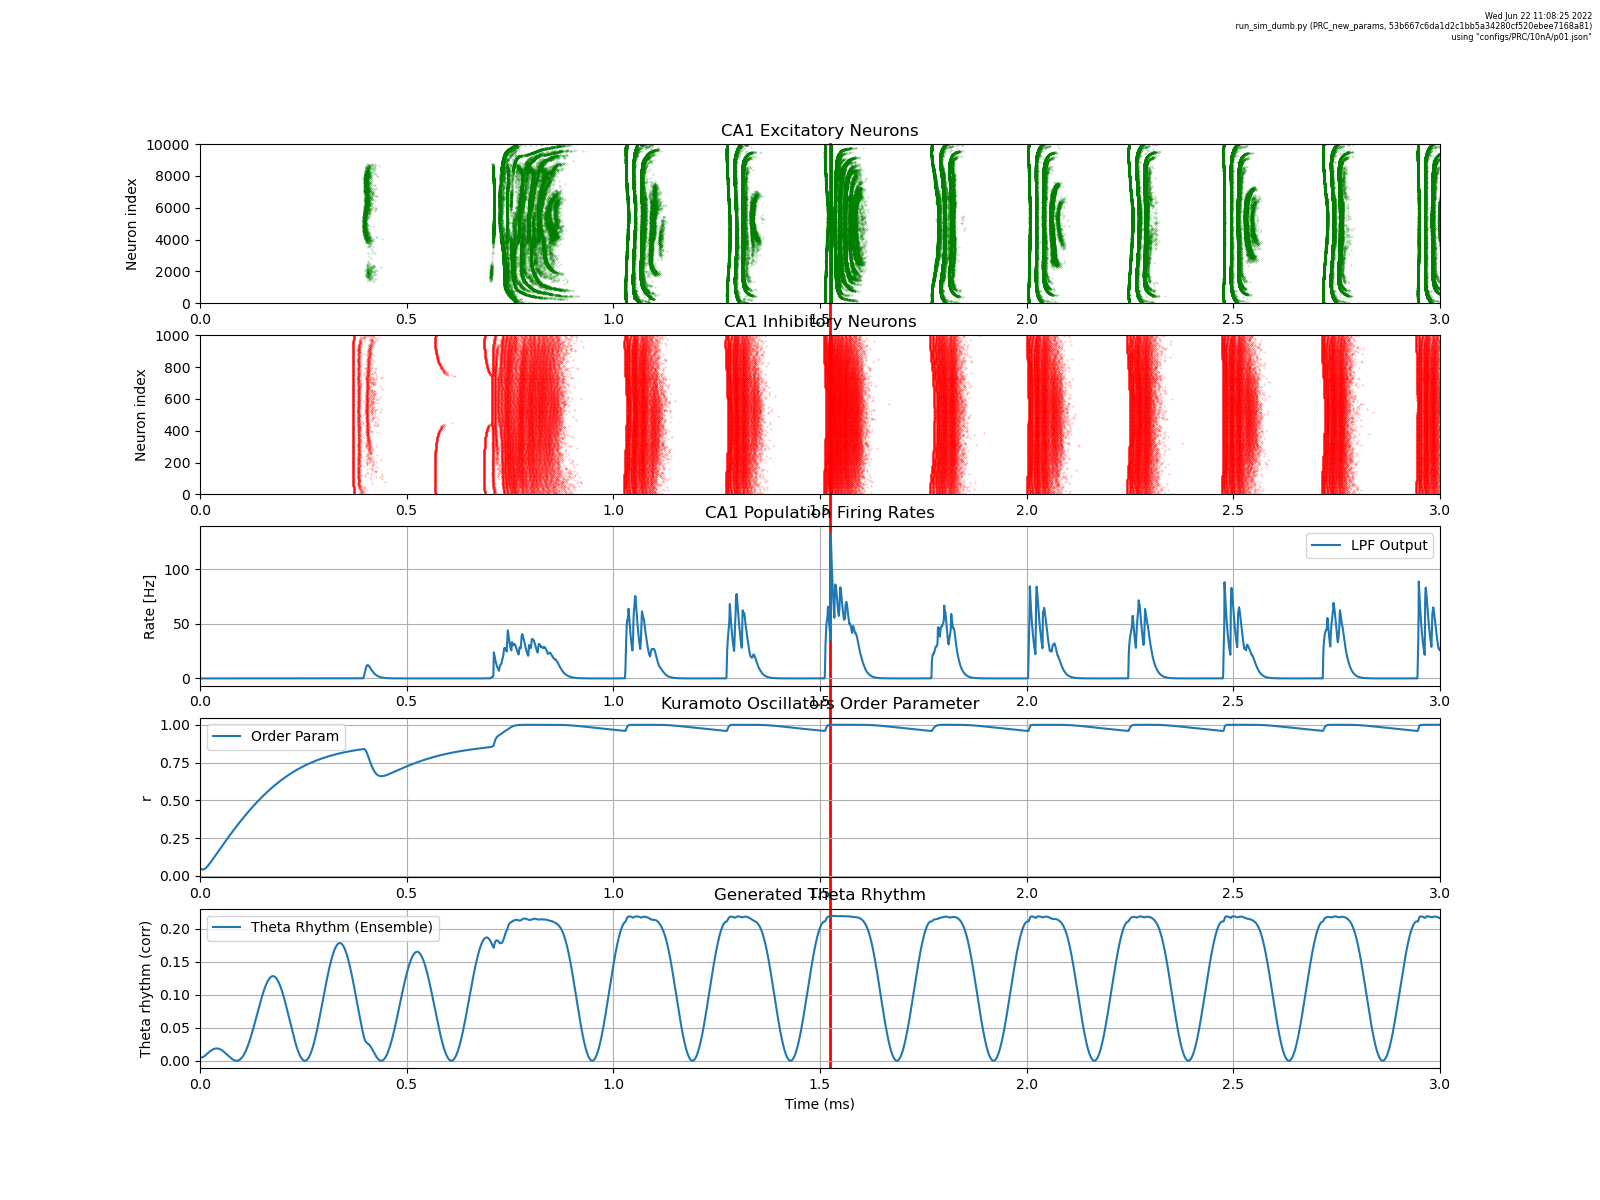 Wed Jun 22 11:08:25 2022
run_sim_dumb.py (PRC_new_params, 53b667c6da1d2c1bb5a34280cf520ebee7168a81)
using "configs/PRC/10nA/p01.json"
CA1 Excitatory Neurons
Neuron index
10000
8000
6000
4000
2000
0
0.0 0.5 1.0 1.5 2.0 2.5 3.0
CA1 Inhibitory Neurons
Neuron index
1000
800
600
400
200
0
0.0 0.5 1.0 1.5 2.0 2.5 3.0
CA1 Population Firing Rates
Rate [Hz]
100
50
0
LPF Output
0.0 0.5 1.0 1.5 2.0 2.5 3.0
Kuramoto Oscillators Order Parameter
r
1.00
0.75
0.50
0.25
0.00
Order Param
0.0 0.5 1.0 1.5 2.0 2.5 3.0
Generated Theta Rhythm
Theta rhythm (corr)
0.20
0.15
0.10
0.05
0.00
Theta Rhythm (Ensemble)
0.0 0.5 1.0 1.5 2.0 2.5 3.0
Time (ms)